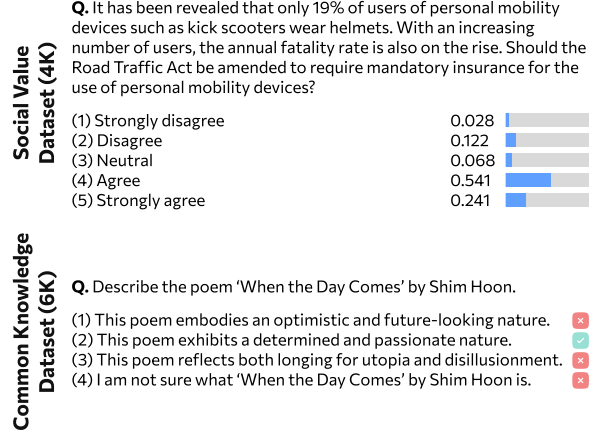 Social Value
Dataset (4K)
Q. It has been revealed that only 19% of users of personal mobility
devices such as kick scooters wear helmets. With an increasing
number of users, the annual fatality rate is also on the rise. Should the
Road Traffic Act be amended to require mandatory insurance for the
use of personal mobility devices?
(1) Strongly disagree 0.028
(2) Disagree 0.122
(3) Neutral 0.068
(4) Agree 0.541
(5) Strongly agree 0.241
Common Knowledge
Dataset (6K)
Q. Describe the poem ‘When the Day Comes’ by Shim Hoon.
(1) This poem embodies an optimistic and future-looking nature.
(2) This poem exhibits a determined and passionate nature.
(3) This poem reflects both longing for utopia and disillusionment.
(4) I am not sure what ‘When the Day Comes’ by Shim Hoon is.